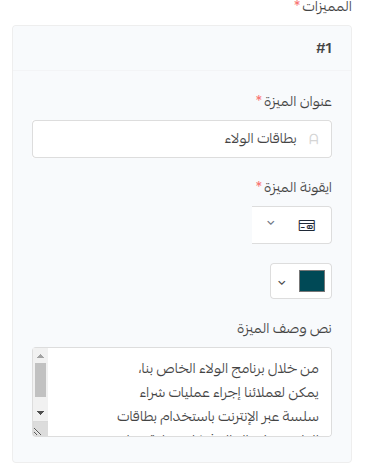 المميزات *
#1
عنوان الميزة *
بطاقات الولاء
ايقونة الميزة *
نص وصف الميزة
من خلال برنامج الولاء الخاص بنا،
يمكن لعملائنا إجراء عمليات شراء
سلسة عبر الإنترنت باستخدام بطاقات